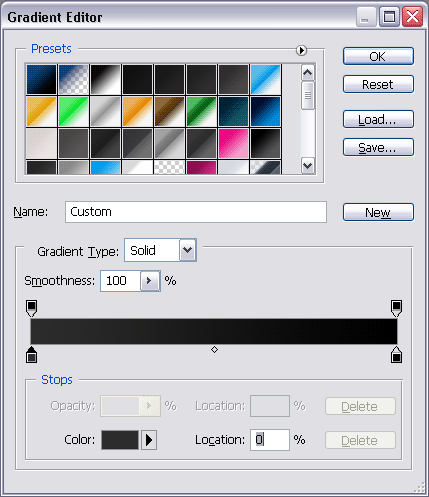 Gradient Editor
Presets
OK
Reset
Load...
Save...
Name: Custom New
Gradient Type: Solid
Smoothness: 100 %
Stops
Opacity: % Location: % Delete
Color: Location: 0 % Delete